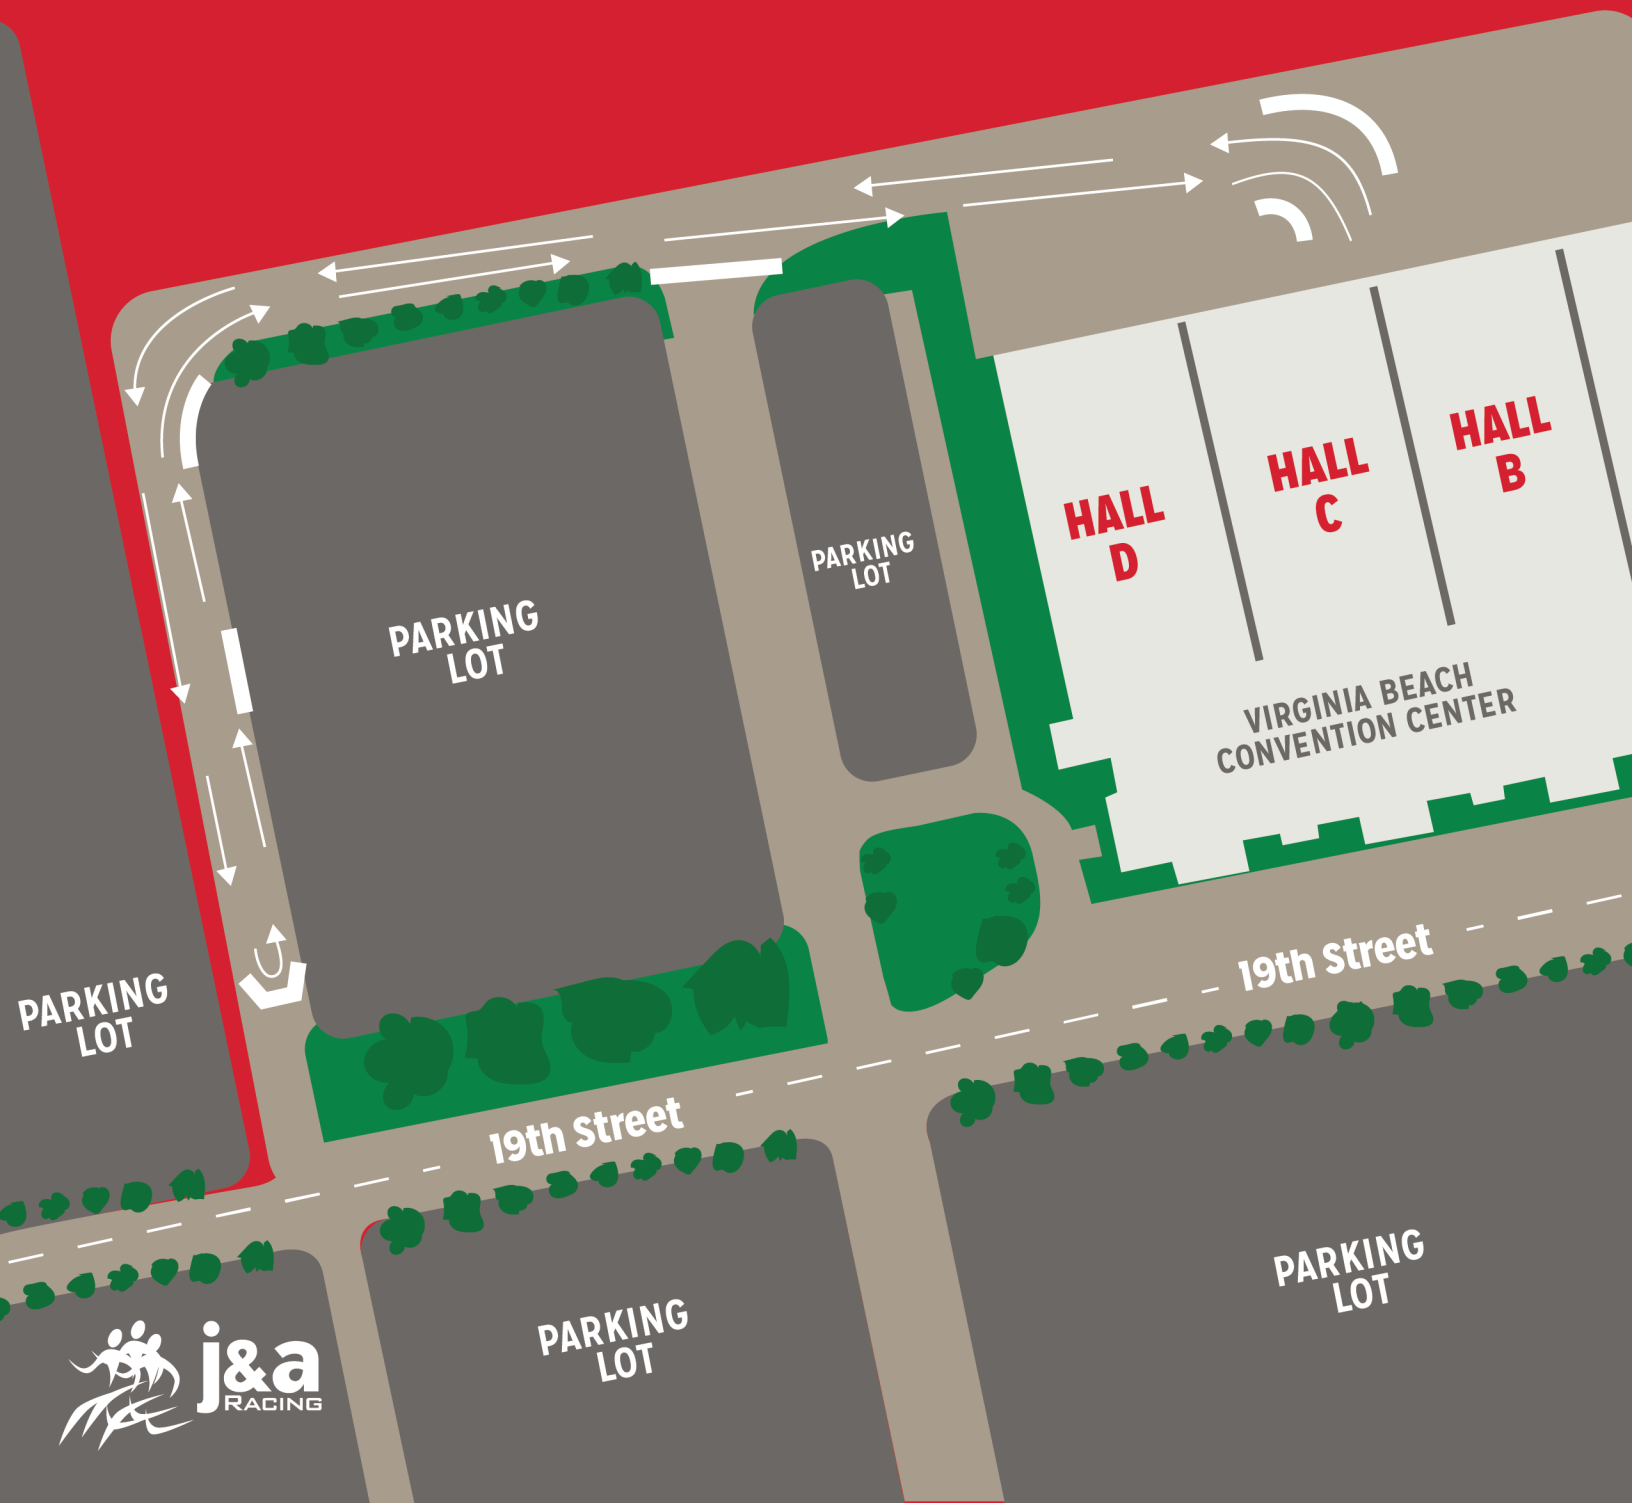 HALL
B
HALL
C
HALL
D
PARKING
LOT
PARKING
LOT
VIRGINIA BEACH
CONVENTION CENTER
19th Street
PARKING
LOT
19th Street
PARKING
LOT
PARKING
LOT
j&a
RACING